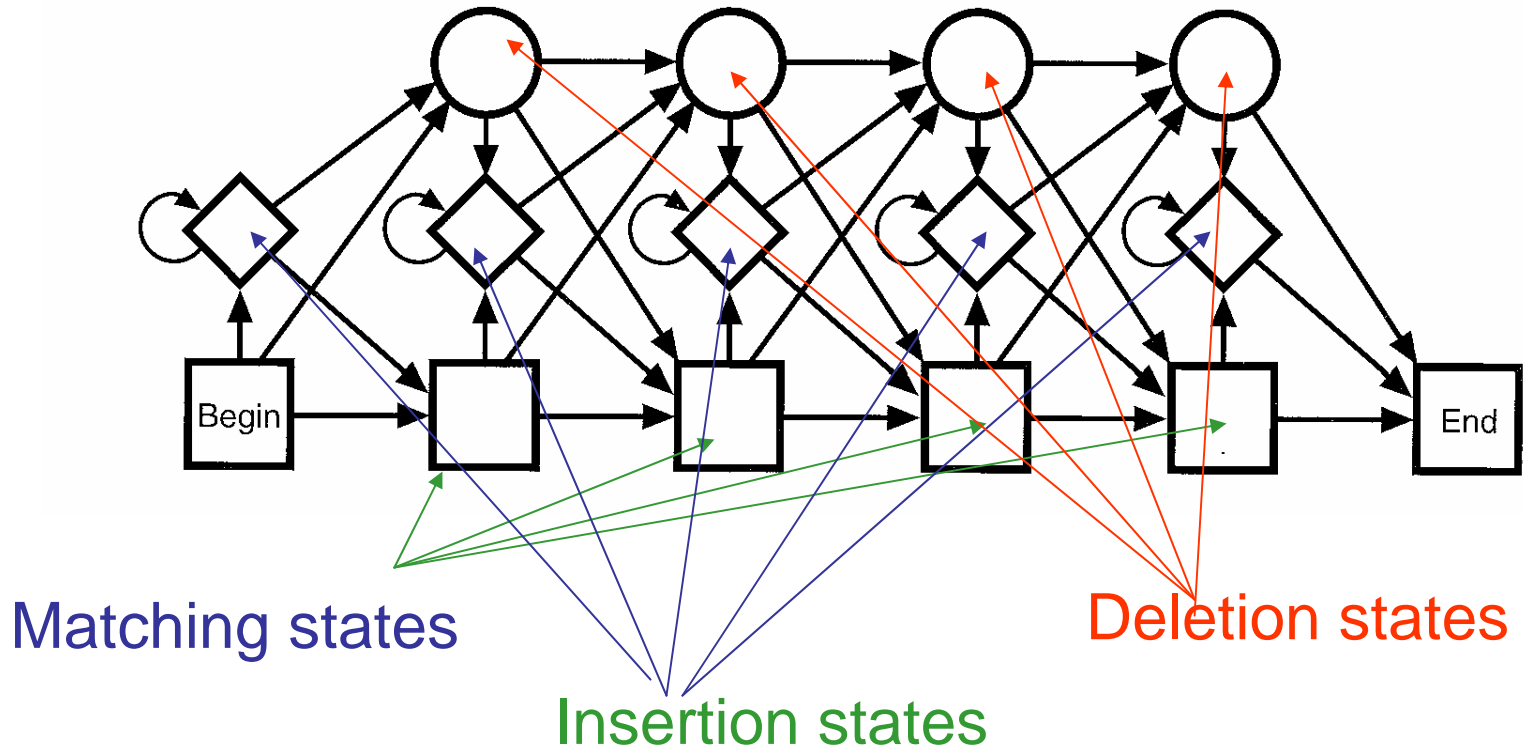 Begin
End
Matching states
Deletion states
Insertion states